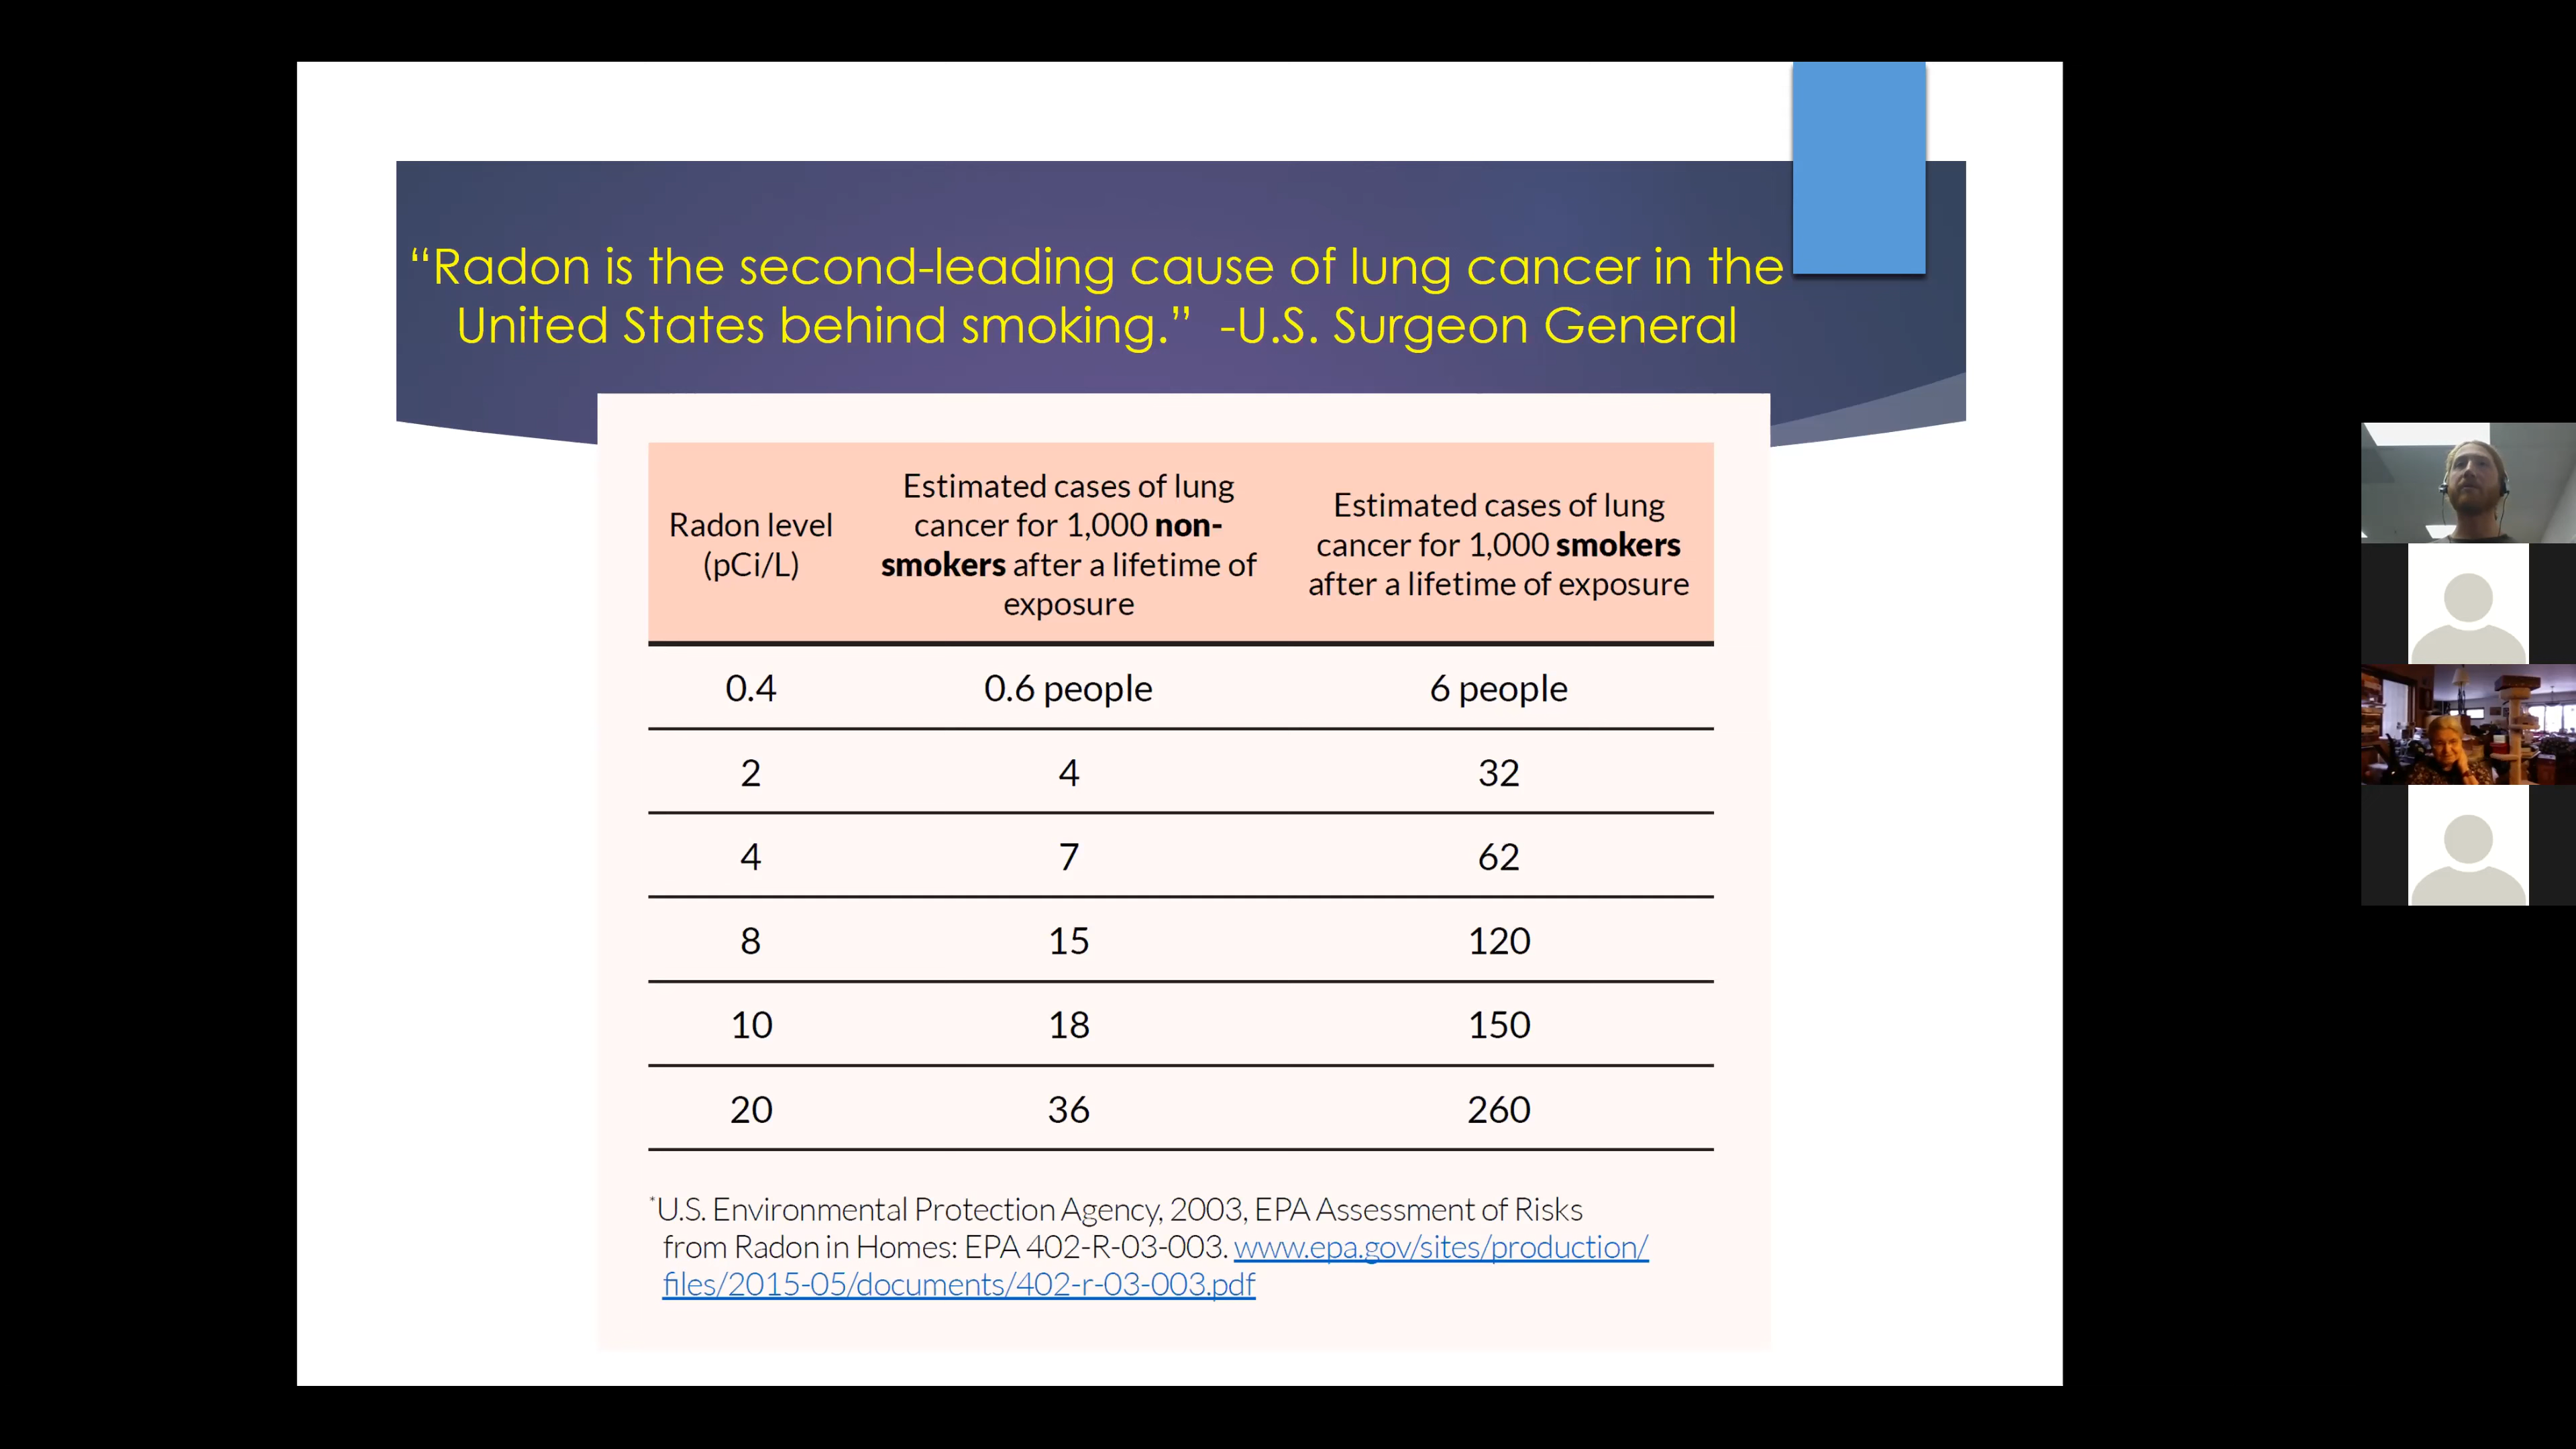 “Radon is the second-leading cause of lung cancer in the
United States behind smoking.” -U.S. Surgeon General
Radon level
(pCi/L)
Estimated cases of lung
cancer for 1,000 non-
smokers after a lifetime of
exposure
Estimated cases of lung
cancer for 1,000 smokers
after a lifetime of exposure
0.4 0.6 people 6 people
2 4 32
4 7 62
8 15 120
10 18 150
20 36 260
*U.S. Environmental Protection Agency, 2003, EPA Assessment of Risks
from Radon in Homes: EPA 402-R-03-003. www.epa.gov/sites/production/
files/2015-05/documents/402-r-03-003.pdf